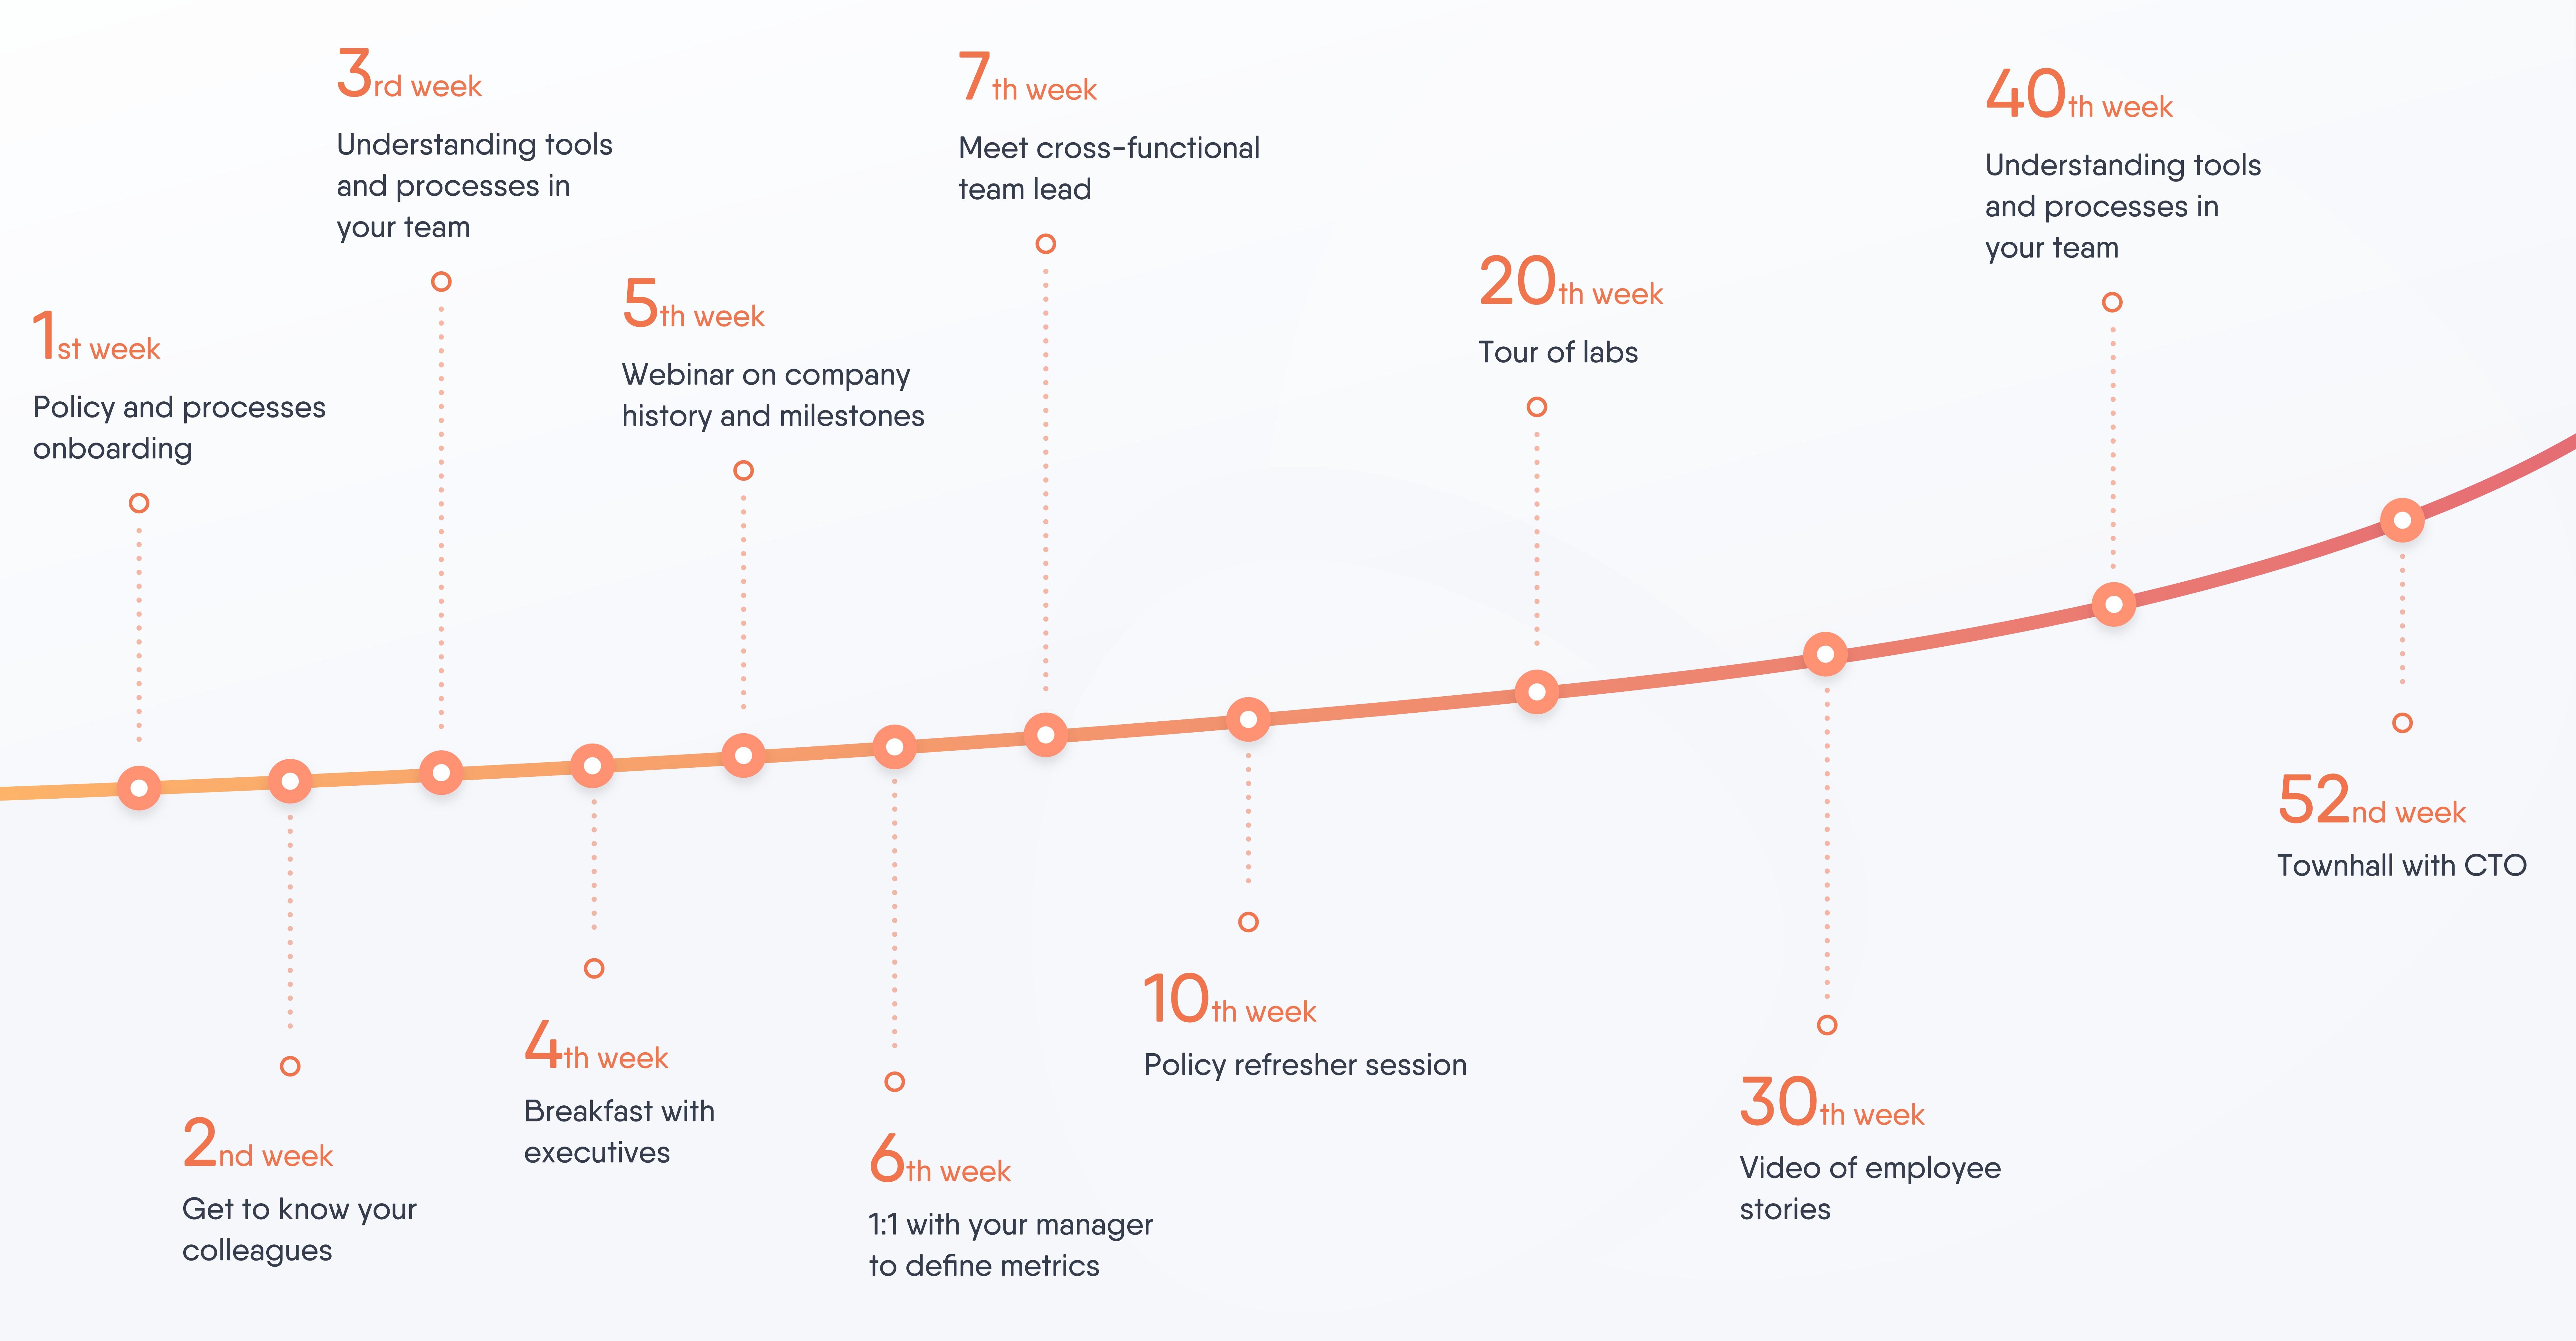 1st week
Policy and processes
onboarding
2nd week
Get to know your
colleagues
3rd week
Understanding tools
and processes in
your team
4th week
Breakfast with
executives
5th week
Webinar on company
history and milestones
6th week
1:1 with your manager
to define metrics
7th week
Meet cross-functional
team lead
10th week
Policy refresher session
20th week
Tour of labs
30th week
Video of employee
stories
40th week
Understanding tools
and processes in
your team
52nd week
Townhall with CTO